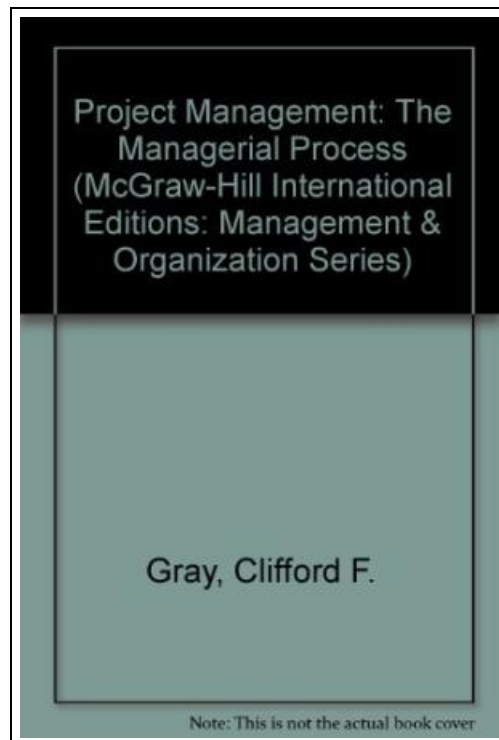 Project Management: The
Managerial Process
(McGraw-Hill International
Editions: Management &
Organization Series)
Gray, Clifford F.
Note: This is not the actual book cover